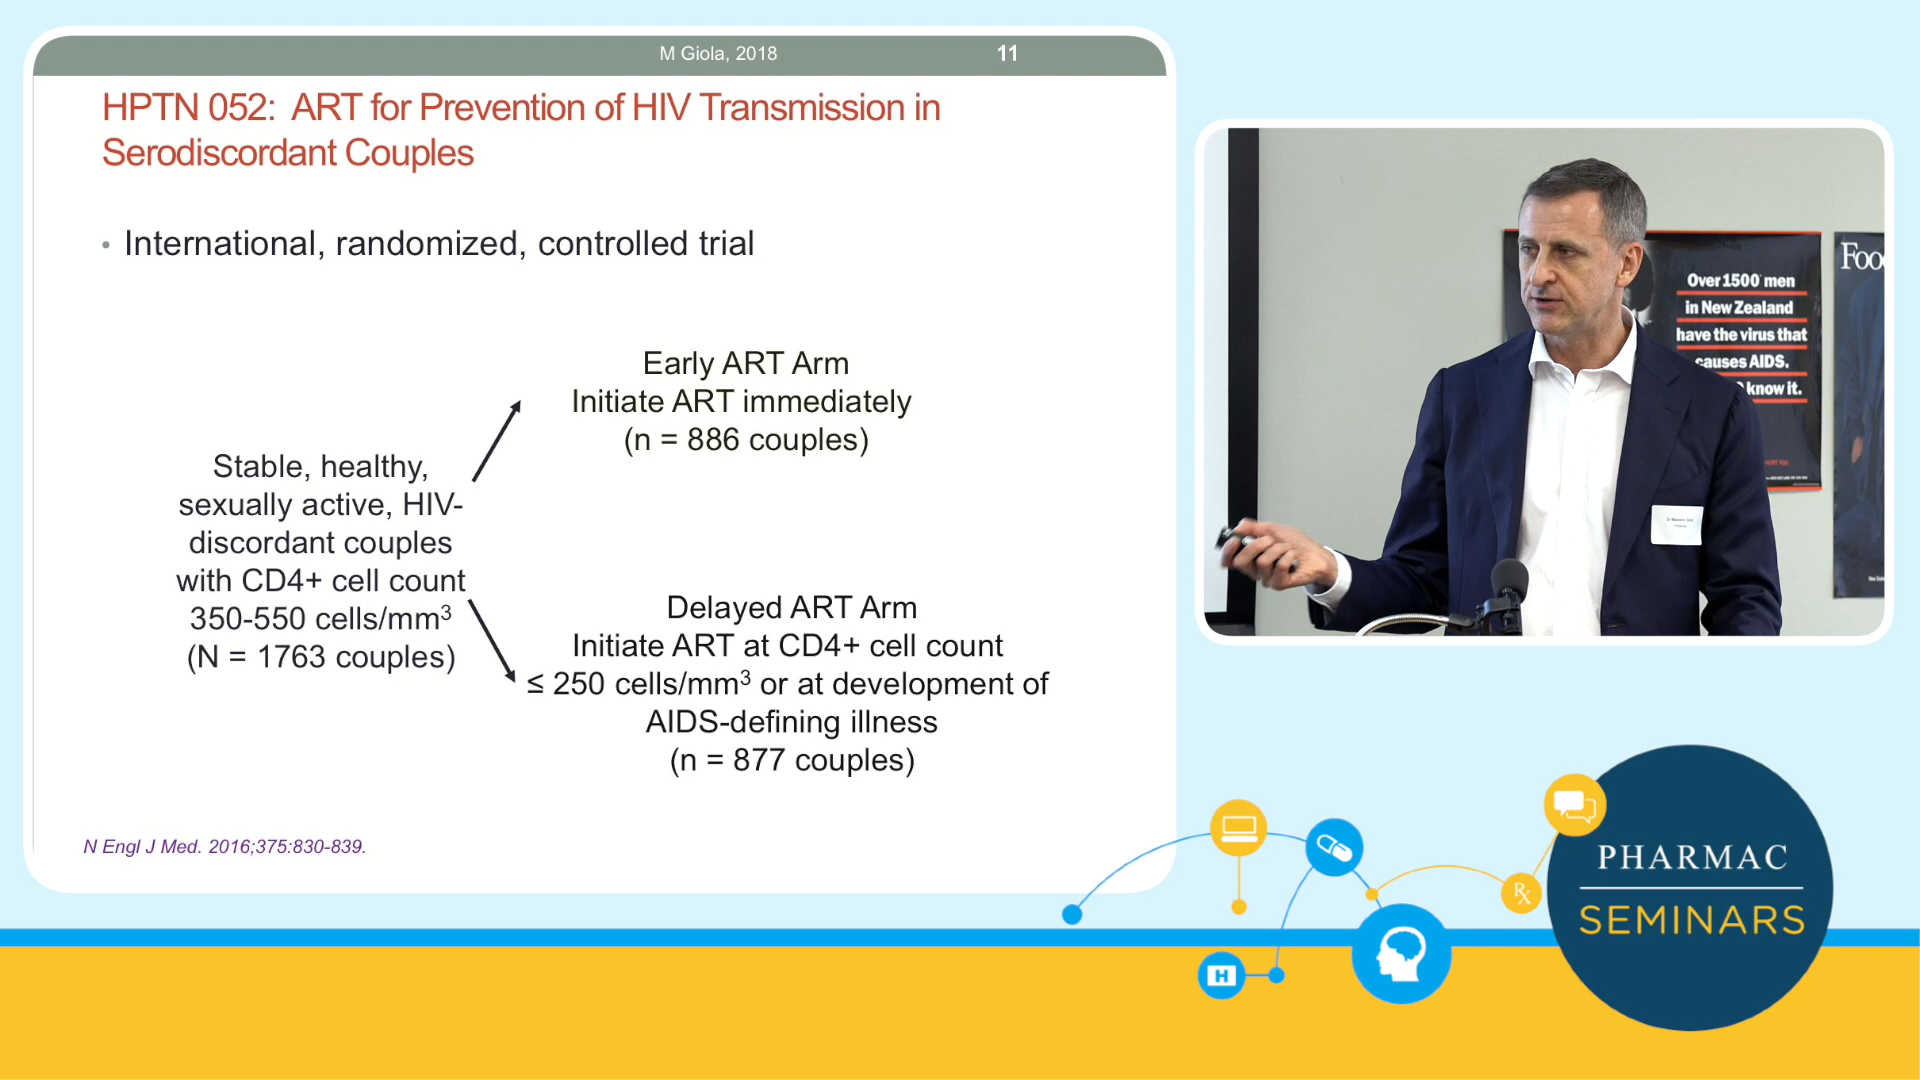 M Giola, 2018
11
HPTN 052: ART for Prevention of HIV Transmission in
Serodiscordant Couples
• International, randomized, controlled trial
Early ART Arm
Initiate ART immediately
(n = 886 couples)
Stable, healthy,
sexually active, HIV-
discordant couples
with CD4+ cell count
350-550 cells/mm³
(N = 1763 couples)
Delayed ART Arm
Initiate ART at CD4+ cell count
≤ 250 cells/mm³ or at development of
AIDS-defining illness
(n = 877 couples)
N Engl J Med. 2016;375:830-839.
Over 1500 men
in New Zealand
have the virus that
causes AIDS.
know it.
Foo
PHARMAC
SEMINARS
Rx
H